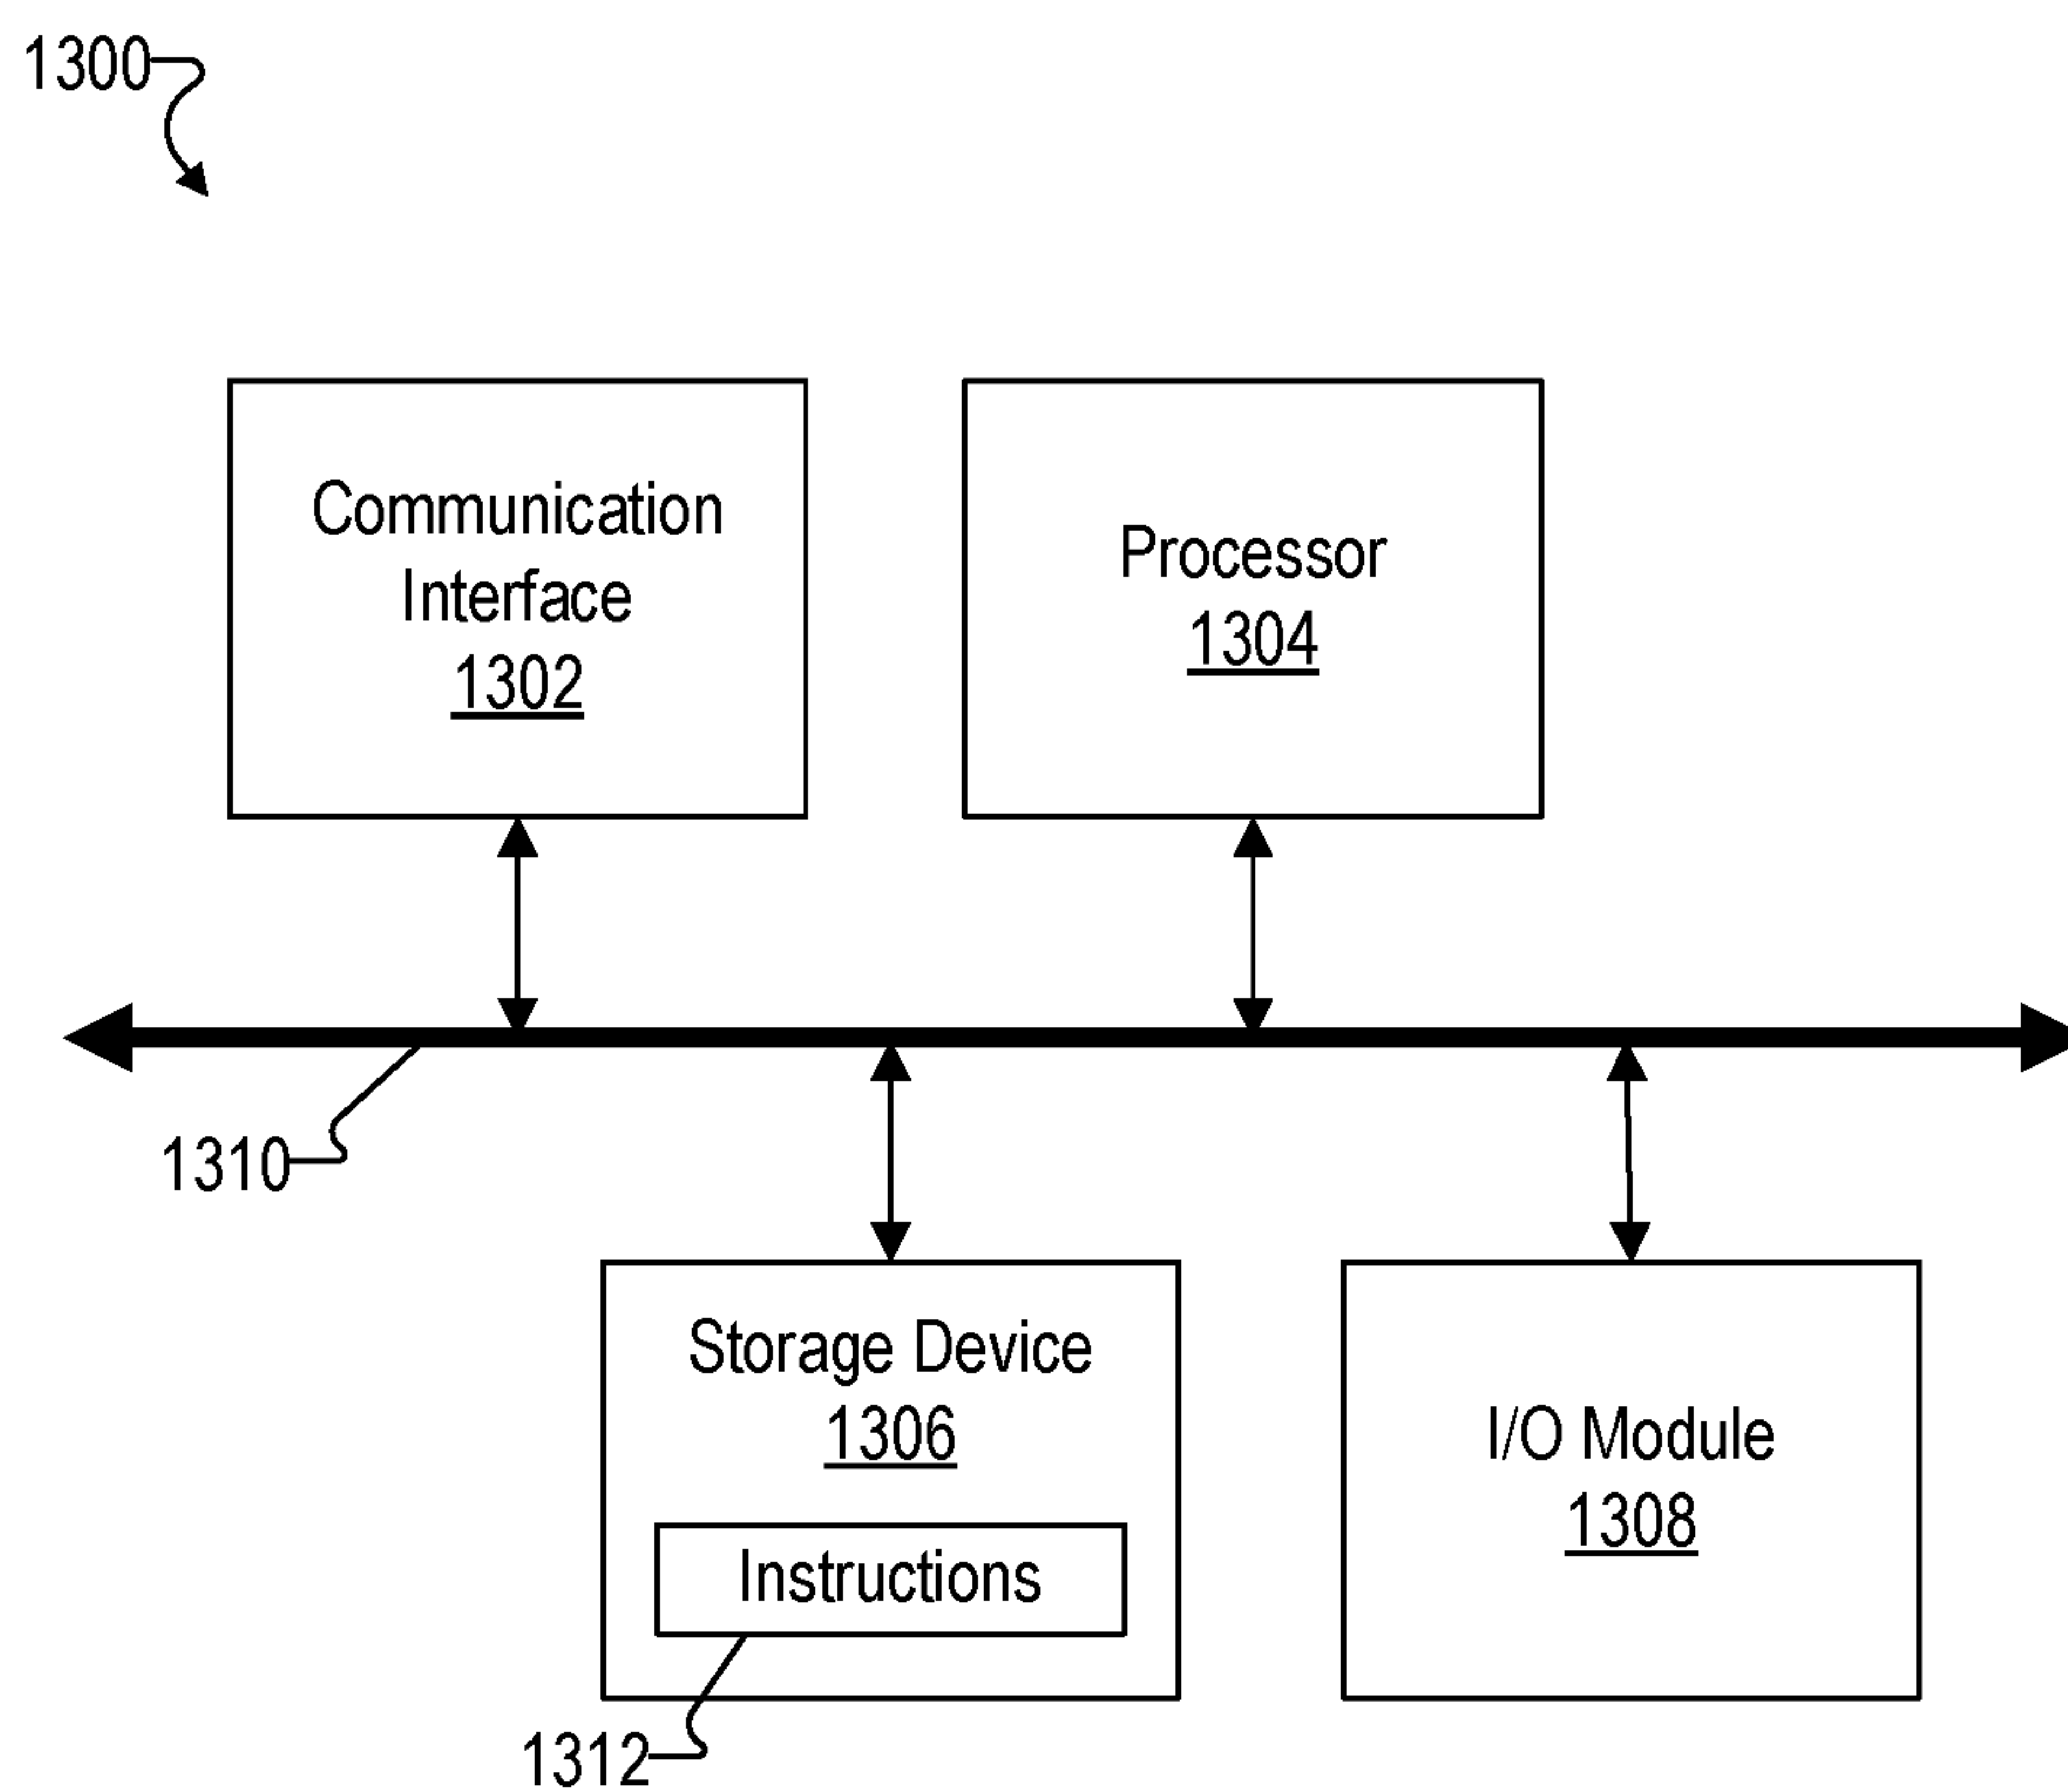 1300
Communication
Interface
1302
Processor
1304
1310
Storage Device
1306
Instructions
1312
I/O Module
1308